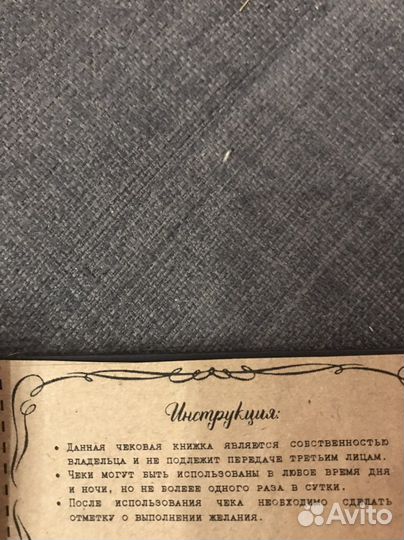 Инструкция:
• Данная чековая книжка является собственностью
владельца и не подлежит передаче третьим лицам.
• Чеки могут быть использованы в любое время дня
и ночи, но не болеее одного раза в сутки.
• После использования чека необходимо сделать
отметку о выполнении желания.
Avito